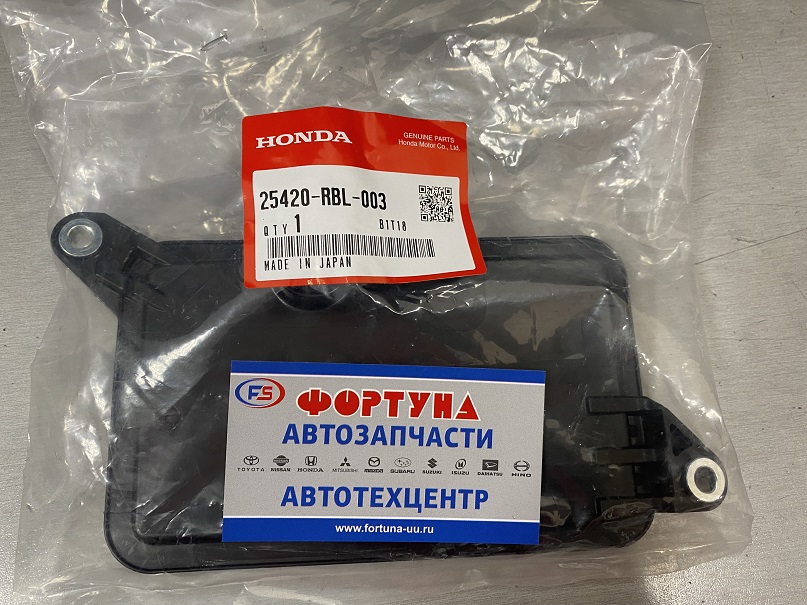 HONDA
GENUINE PARTS
Honda Motor Co., Ltd.
25420-RBL-003
QTY 1 B1T18
MADE IN JAPAN
FS ФОРТУНА
АВТОЗАПЧАСТИ
TOYOTA NISSAN HONDA MITSUBISHI MAZDA SUBARU SUZUKI ISUZU DAIHATSU HINO
АВТОТЕХЦЕНТР
www.fortuna-uu.ru